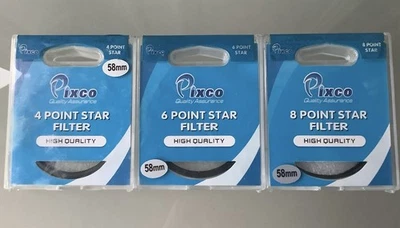 4 POINT
STAR
58mm
Pixco
Quality Assurance
4 POINT STAR
FILTER
HIGH QUALITY
6 POINT
STAR
Pixco
Quality Assurance
6 POINT STAR
FILTER
HIGH QUALITY
58mm
8 POINT
STAR
Pixco
Quality Assurance
8 POINT STAR
FILTER
HIGH QUALITY
58mm